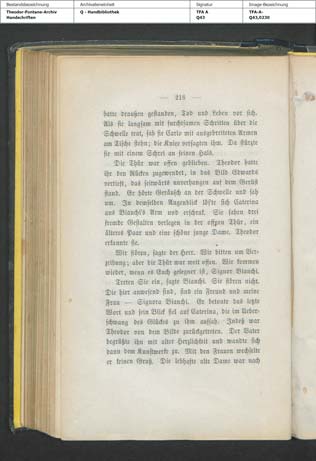 Bestandsbezeichnung
Archivaleneinheit
Signatur
Image-Bezeichnung
Theodor-Fontane-Archiv
Handschriften
Q - Handbibliothek
TFA A
Q43
TFA-A-
Q43,0230
— 218 —
hatte draußen gestanden, Tod und Leben vor sich.
Als sie langsam mit furchtsamen Schritten über die
Schwelle trat, sah sie Carlo mit ausgebreiteten Armen
am Tische stehn; die Knie versagten ihm. Da stürzte
sie mit einem Schrei an seinen Hals.
Die Thür war offen geblieben. Theodor hatte
ihr den Rücken zugewendet, in das Bild Edwards
vertieft, das seitwärts unverhangen auf dem Gerüst
stand. Er hörte Geräusch an der Schwelle und sah
um. In demselben Augenblick löste sich Caterina
aus Bianchi's Arm und erschrak. Sie sahen drei
fremde Gestalten verlegen in der offnen Thür, ein
älteres Paar und eine schöne junge Dame. Theodor
erkannte sie.
Wir stören, sagte der Herr. Wir bitten um Ver-
zeihung; aber die Thür war weit offen. Wir kommen
wieder, wenn es Euch gelegner ist, Signor Bianchi.
Treten Sie ein, sagte Bianchi. Sie stören nicht.
Die hier anwesend sind, sind ein Freund und meine
Frau — Signora Bianchi. Er betonte das letzte
Wort und sein Blick fiel auf Caterina, die im Ueber-
schwang des Glückes zu ihm aufsah. Indeß war
Theodor von dem Bilde zurückgetreten. Der Vater
begrüßte ihn mit alter Herzlichkeit und wandte sich
dann dem Kunstwerke zu. Mit den Frauen wechselte
er keinen Gruß. Die lebhafte alte Dame war nach